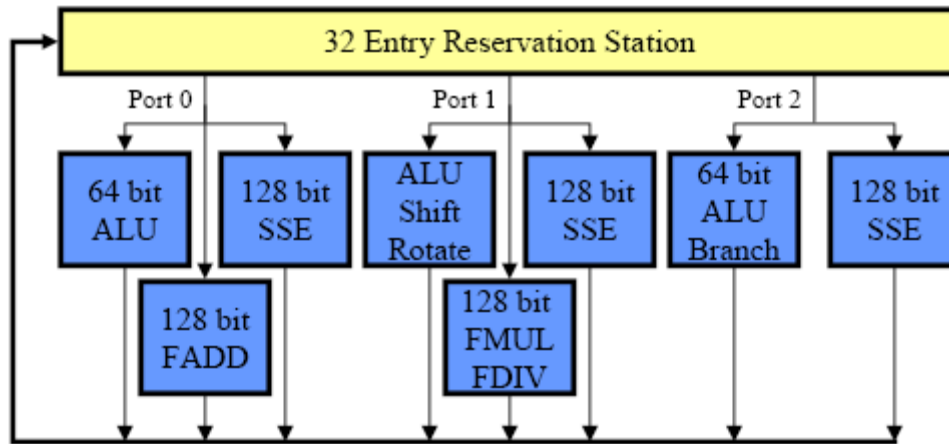 32 Entry Reservation Station
Port 0
Port 1
Port 2
64 bit
ALU
128 bit
SSE
ALU
Shift
Rotate
128 bit
SSE
64 bit
ALU
Branch
128 bit
SSE
128 bit
FADD
128 bit
FMUL
FDIV